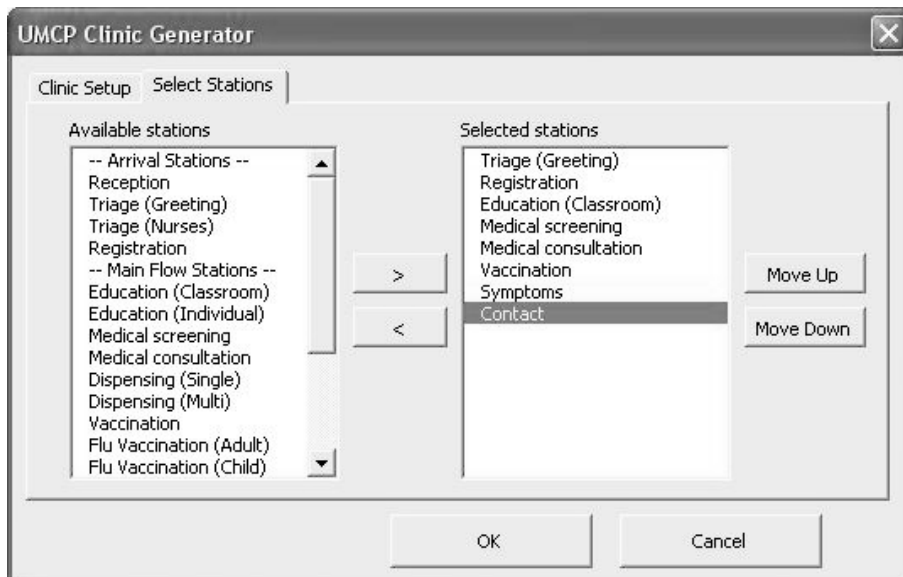 UMCP Clinic Generator
Clinic Setup
Select Stations
Available stations
-- Arrival Stations --
Reception
Triage (Greeting)
Triage (Nurses)
Registration
-- Main Flow Stations --
Education (Classroom)
Education (Individual)
Medical screening
Medical consultation
Dispensing (Single)
Dispensing (Multi)
Vaccination
Flu Vaccination (Adult)
Flu Vaccination (Child)
>
<
Selected stations
Triage (Greeting)
Registration
Education (Classroom)
Medical screening
Medical consultation
Vaccination
Symptoms
Contact
Move Up
Move Down
OK
Cancel